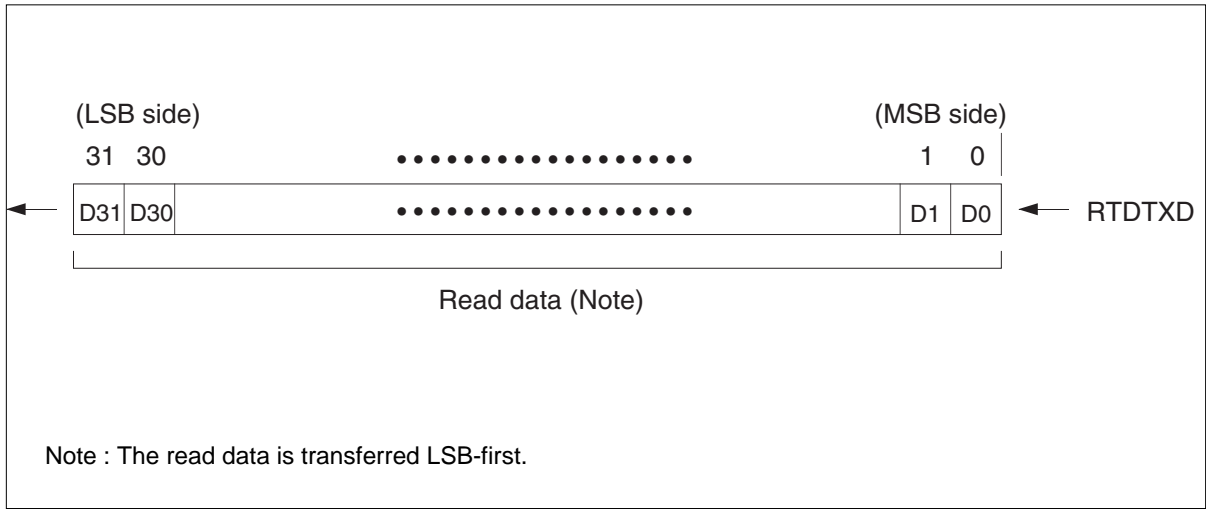 (LSB side) (MSB side)
31 30 •••••••••••••••••• 1 0
D31 D30 •••••••••••••••••• D1 D0 RTDTXD
Read data (Note)
Note : The read data is transferred LSB-first.